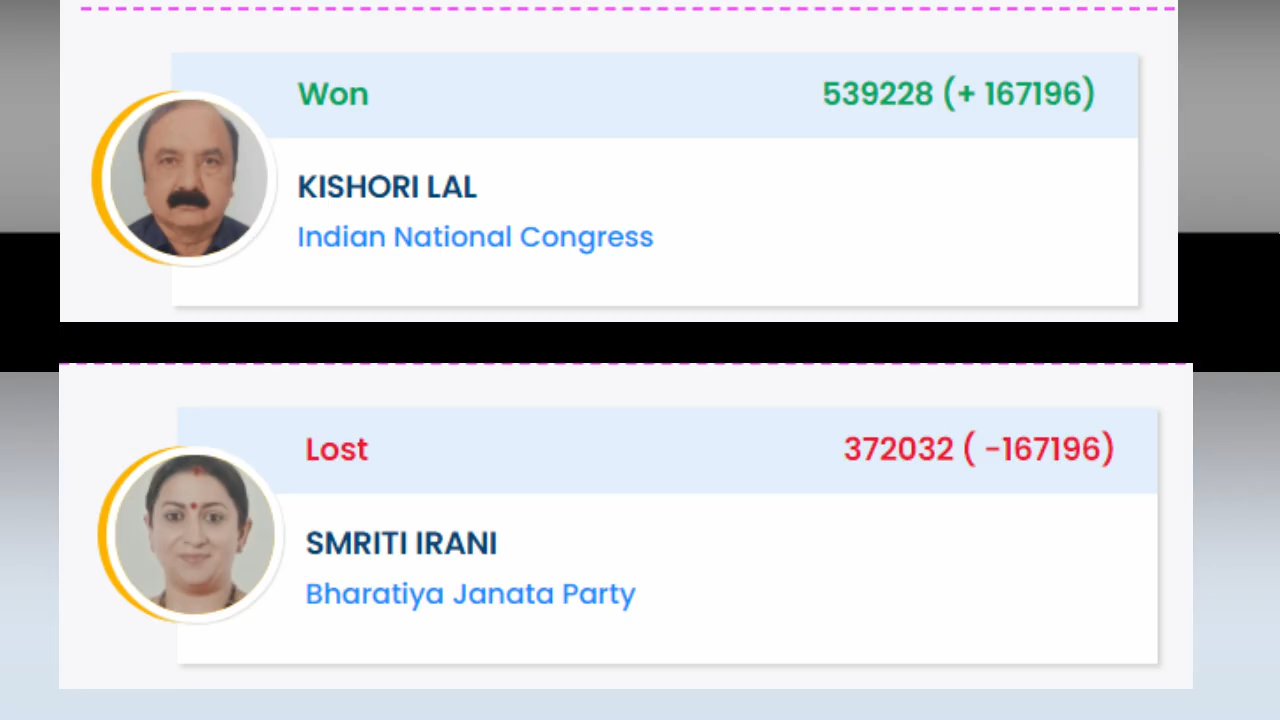 Won 539228 (+ 167196)
KISHORI LAL
Indian National Congress
Lost 372032 ( -167196)
SMRITI IRANI
Bharatiya Janata Party